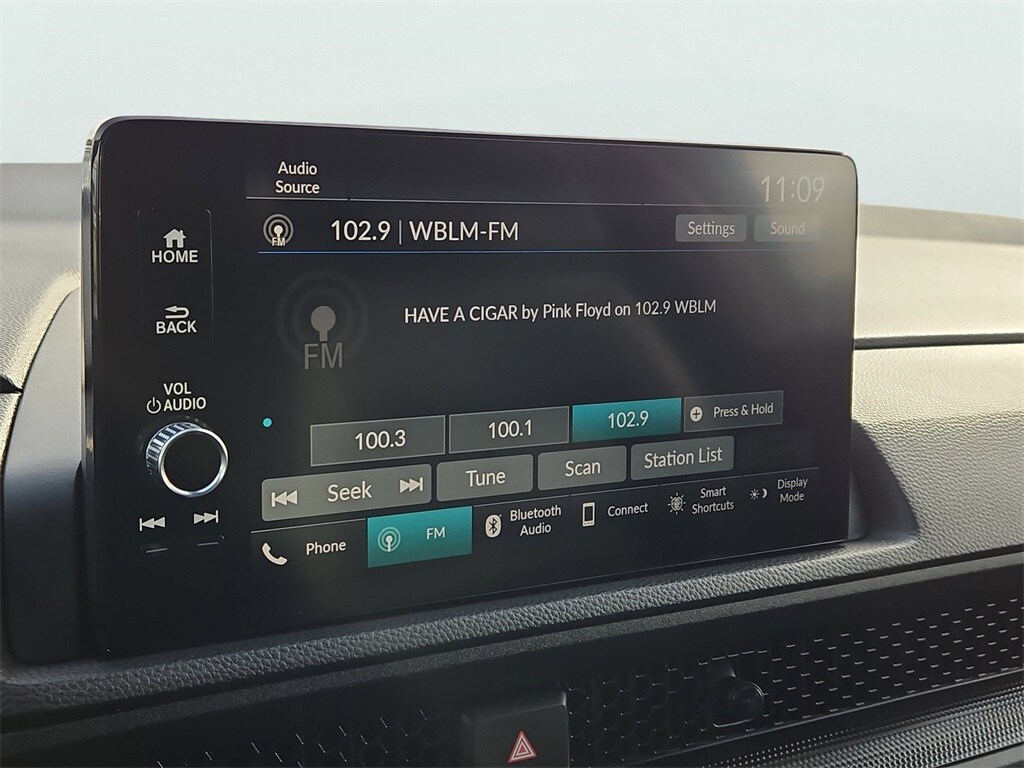 Audio
Source
11:09
HOME
FM
102.9 | WBLM-FM
Settings
Sound
BACK
HAVE A CIGAR by Pink Floyd on 102.9 WBLM
FM
VOL
AUDIO
100.3
100.1
102.9
Press & Hold
Seek
Tune
Scan
Station List
Phone
FM
Bluetooth
Audio
Connect
Smart
Shortcuts
Display
Mode